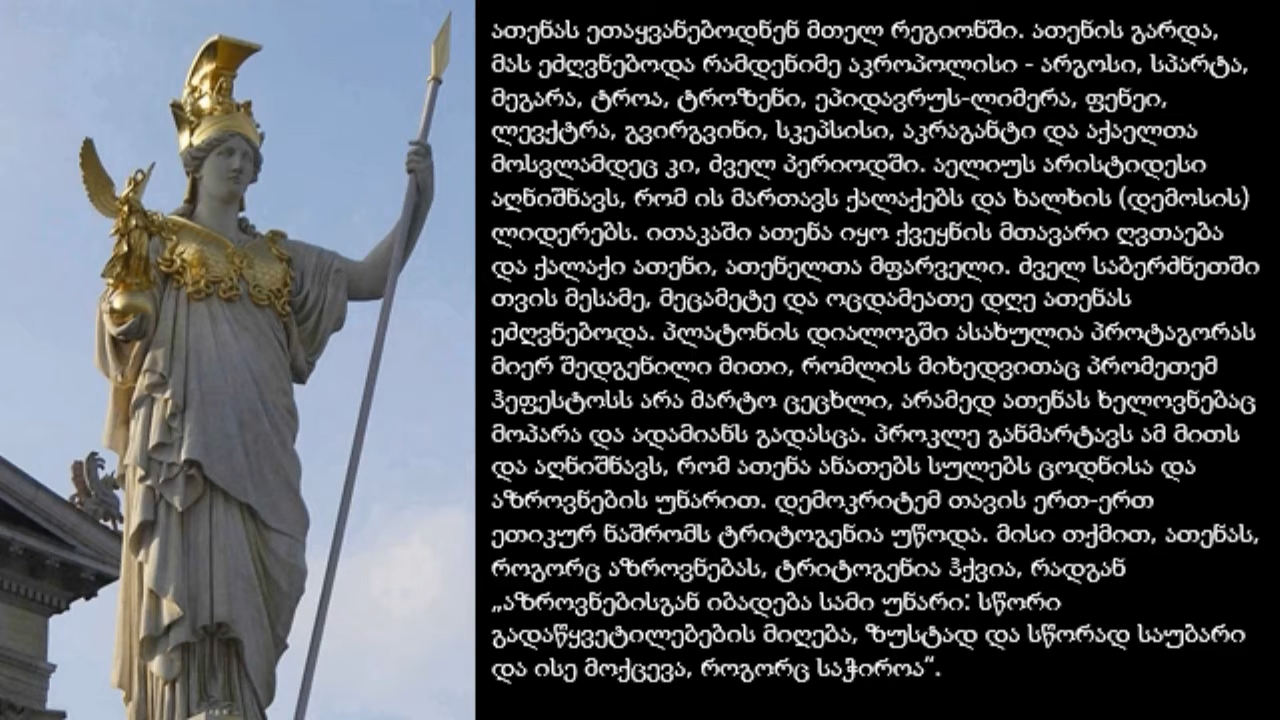 ათენას ეთაყვანებოდნენ მთელ რეგიონში. ათენის გარდა,
მას ეძღვნებოდა რამდენიმე აკროპოლისი - არგოსი, სპარტა,
მეგარა, ტროა, ტროზენი, ეპიდავრუს-ლიმერა, ფენეი,
ლევქტრა, გვირგვინი, სკეპსისი, აკრაგანტი და აქაელთა
მოსვლამდეც კი, ძველ პერიოდში. აელიუს არისტიდესი
აღნიშნავს, რომ ის მართავს ქალაქებს და ხალხის (დემოსის)
ლიდერებს. ითაკაში ათენა იყო ქვეყნის მთავარი ღვთაება
და ქალაქი ათენი, ათენელთა მფარველი. ძველ საბერძნეთში
თვის მესამე, მეცამეტე და ოცდამეათე დღე ათენას
ეძღვნებოდა. პლატონის დიალოგში ასახულია პროტაგორას
მიერ შედგენილი მითი, რომლის მიხედვითაც პრომეთემ
ჰეფესტოსს არა მარტო ცეცხლი, არამედ ათენას ხელოვნებაც
მოპარა და ადამიანს გადასცა. პროკლე განმარტავს ამ მითს
და აღნიშნავს, რომ ათენა ანათებს სულებს ცოდნისა და
აზროვნების უნარით. დემოკრიტემ თავის ერთ-ერთ
ეთიკურ ნაშრომს ტრიტოგენია უწოდა. მისი თქმით, ათენას,
როგორც აზროვნებას, ტრიტოგენია ჰქვია, რადგან
„აზროვნებისგან იბადება სამი უნარი: სწორი
გადაწყვეტილებების მიღება, ზუსტად და სწორად საუბარი
და ისე მოქცევა, როგორც საჭიროა“.